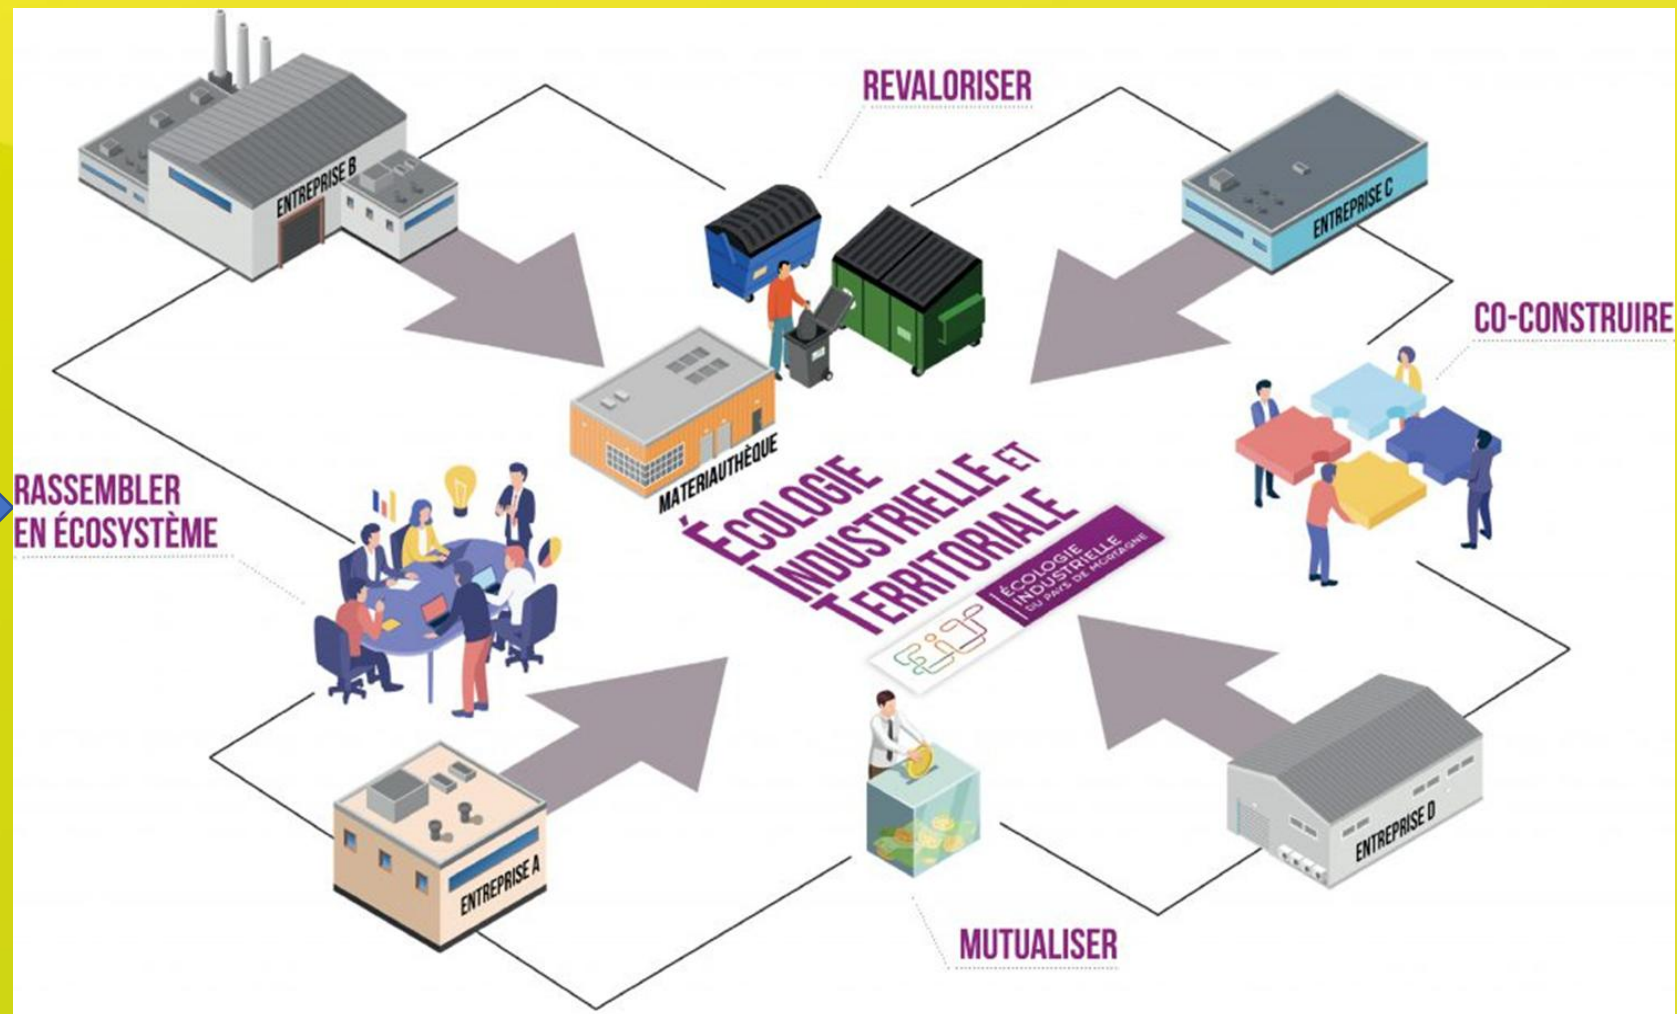 REVALORISER
ENTREPRISE B
ENTREPRISE C
CO-CONSTRUIRE
MATERIAUTHÈQUE
RASSEMBLER
EN ÉCOSYSTÈME
ÉCOLOGIE
INDUSTRIELLE ET
TERRITORIALE
ÉCOLOGIE
INDUSTRIELLE
DU PAYS DE MORTAGNE
ENTREPRISE A
ENTREPRISE D
MUTUALISER